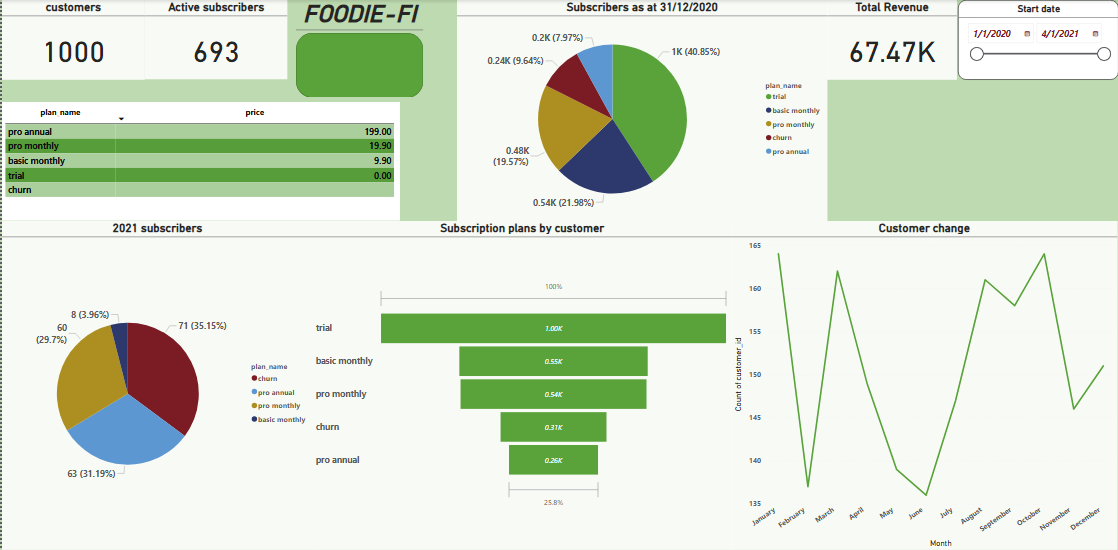 customers
1000
Active subscribers
693
FOODIE-FI
Subscribers as at 31/12/2020
0.2K (7.97%)
0.24K (9.64%)
0.48K
(19.57%)
0.54K (21.98%)
1K (40.85%)
plan_name
trial
basic monthly
pro monthly
churn
pro annual
Total Revenue
67.47K
Start date
1/1/2020 4/1/2021
plan_name price
pro annual 199.00
pro monthly 19.90
basic monthly 9.90
trial 0.00
churn
2021 subscribers
8 (3.96%)
60
(29.7%)
71 (35.15%)
63 (31.19%)
plan_name
churn
pro annual
pro monthly
basic monthly
Subscription plans by customer
100%
trial 1.00K
basic monthly 0.55K
pro monthly 0.54K
churn 0.31K
pro annual 0.26K
25.8%
Customer change
Count of customer_id
165
160
155
150
145
140
135
January February March April May June July August September October November December
Month